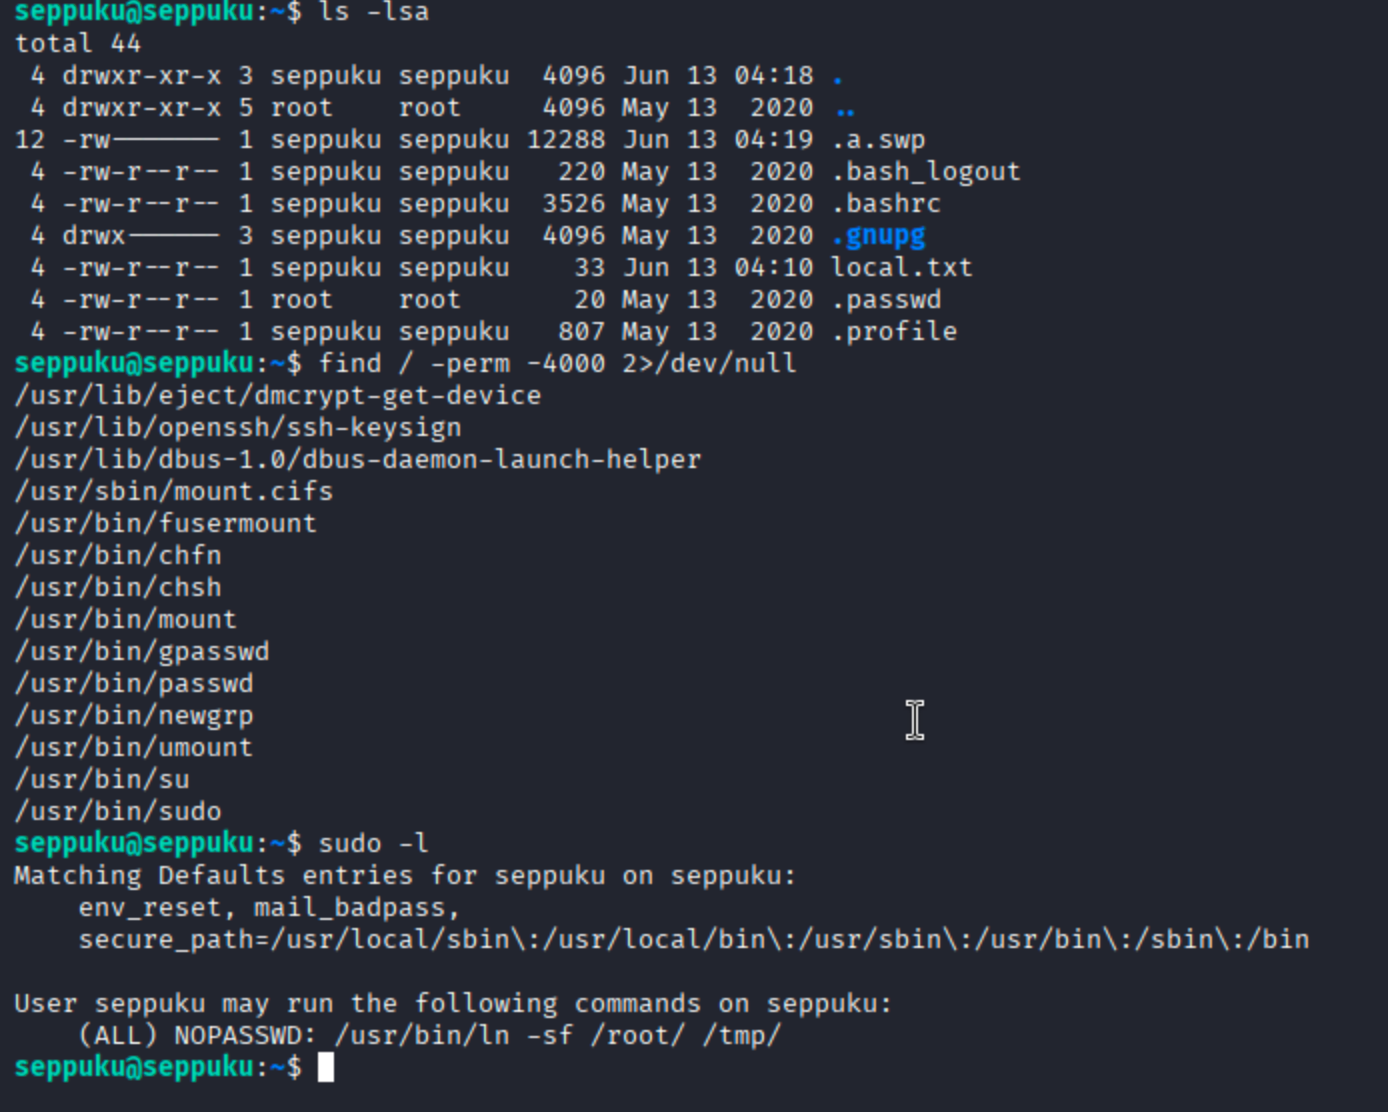 seppuku@seppuku:~$ ls -lsa
total 44
 4 drwxr-xr-x 3 seppuku seppuku  4096 Jun 13 04:18 .
 4 drwxr-xr-x 5 root    root     4096 May 13  2020 ..
12 -rw------- 1 seppuku seppuku 12288 Jun 13 04:19 .a.swp
 4 -rw-r--r-- 1 seppuku seppuku   220 May 13  2020 .bash_logout
 4 -rw-r--r-- 1 seppuku seppuku  3526 May 13  2020 .bashrc
 4 drwx------ 3 seppuku seppuku  4096 May 13  2020 .gnupg
 4 -rw-r--r-- 1 seppuku seppuku    33 Jun 13 04:10 local.txt
 4 -rw-r--r-- 1 root    root       20 May 13  2020 .passwd
 4 -rw-r--r-- 1 seppuku seppuku   807 May 13  2020 .profile
seppuku@seppuku:~$ find / -perm -4000 2>/dev/null
/usr/lib/eject/dmcrypt-get-device
/usr/lib/openssh/ssh-keysign
/usr/lib/dbus-1.0/dbus-daemon-launch-helper
/usr/sbin/mount.cifs
/usr/bin/fusermount
/usr/bin/chfn
/usr/bin/chsh
/usr/bin/mount
/usr/bin/gpasswd
/usr/bin/passwd
/usr/bin/newgrp
/usr/bin/umount
/usr/bin/su
/usr/bin/sudo
seppuku@seppuku:~$ sudo -l
Matching Defaults entries for seppuku on seppuku:
    env_reset, mail_badpass,
    secure_path=/usr/local/sbin\:/usr/local/bin\:/usr/sbin\:/usr/bin\:/sbin\:/bin

User seppuku may run the following commands on seppuku:
    (ALL) NOPASSWD: /usr/bin/ln -sf /root/ /tmp/
seppuku@seppuku:~$